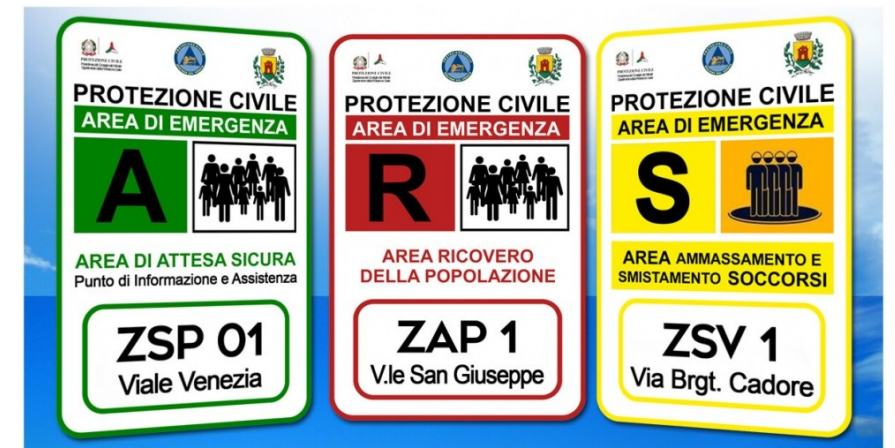 PROTEZIONE CIVILE
AREA DI EMERGENZA
A
AREA DI ATTESA SICURA
Punto di Informazione e Assistenza
ZSP 01
Viale Venezia
PROTEZIONE CIVILE
AREA DI EMERGENZA
R
AREA RICOVERO
DELLA POPOLAZIONE
ZAP 1
V.le San Giuseppe
PROTEZIONE CIVILE
AREA DI EMERGENZA
S
AREA AMMASSAMENTO E
SMISTAMENTO SOCCORSI
ZSV 1
Via Brgt. Cadore